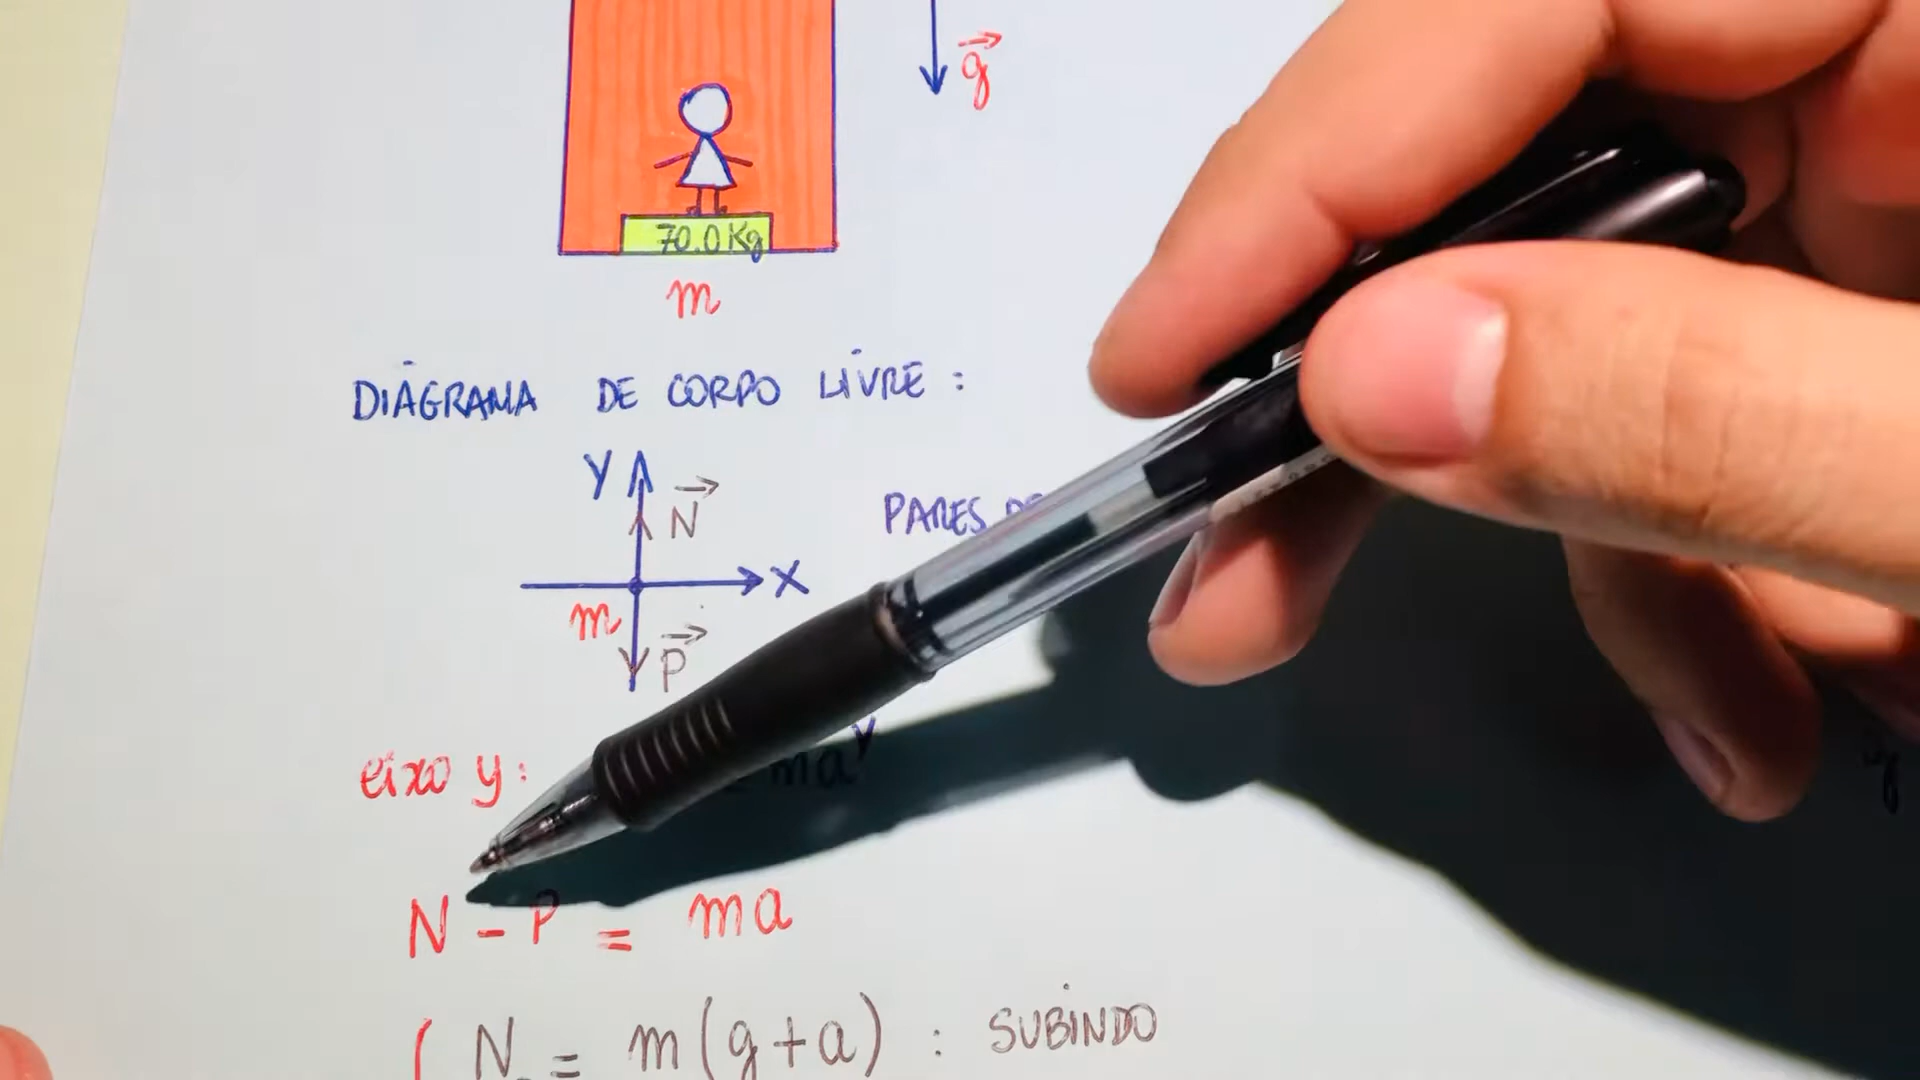 g
70.0 Kg
m
DIAGRAMA DE CORPO LIVRE :
Y N
PARES
X
m
P
eixo y: ma y
N - P = ma
N = m(g+a) : SUBINDO